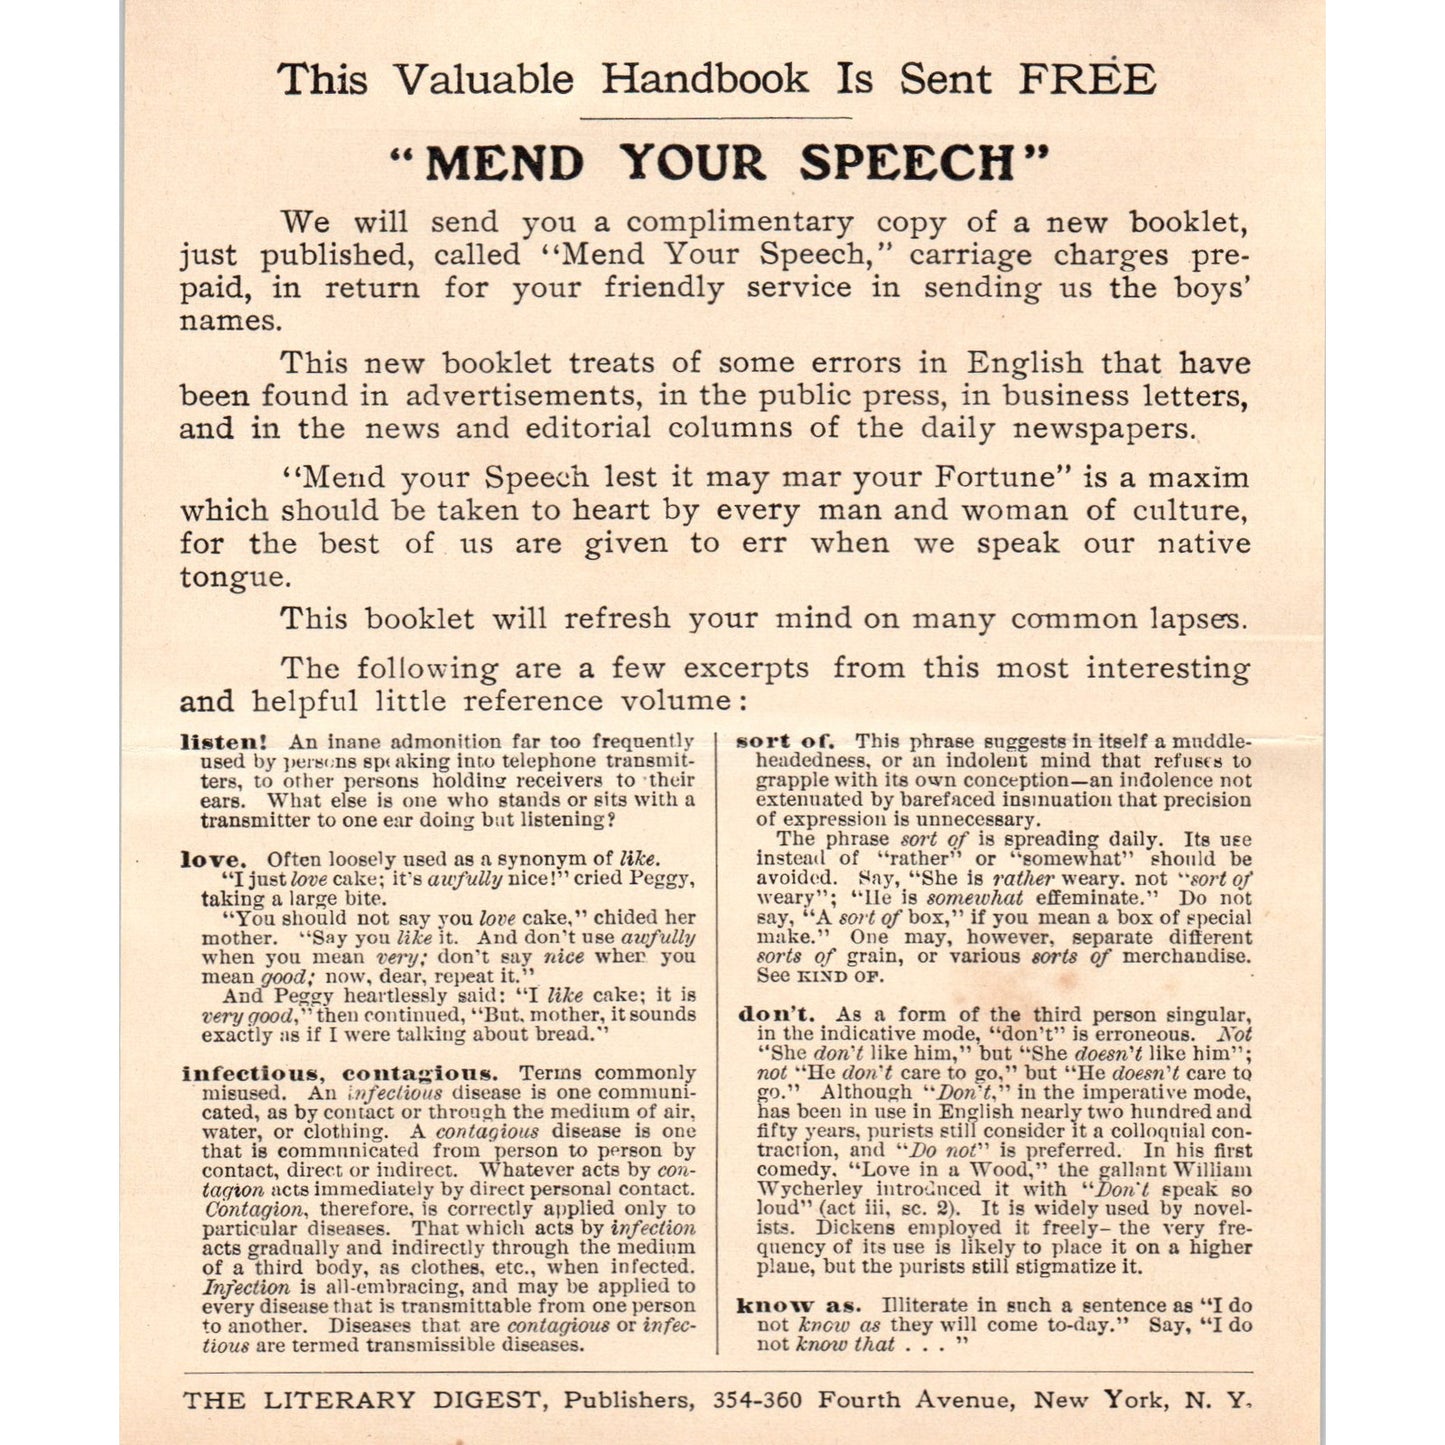 This Valuable Handbook Is Sent FREE
“MEND YOUR SPEECH”
We will send you a complimentary copy of a new booklet,
just published, called “Mend Your Speech,” carriage charges pre-
paid, in return for your friendly service in sending us the boys’
names.
This new booklet treats of some errors in English that have
been found in advertisements, in the public press, in business letters,
and in the news and editorial columns of the daily newspapers.
“Mend your Speech lest it may mar your Fortune” is a maxim
which should be taken to heart by every man and woman of culture,
for the best of us are given to err when we speak our native
tongue.
This booklet will refresh your mind on many common lapses.
The following are a few excerpts from this most interesting
and helpful little reference volume:
listen! An inane admonition far too frequently
used by persons speaking into telephone transmit-
ters, to other persons holding receivers to their
ears. What else is one who stands or sits with a
transmitter to one ear doing but listening?
love. Often loosely used as a synonym of like.
“I just love cake; it’s awfully nice!” cried Peggy,
taking a large bite.
“You should not say you love cake,” chided her
mother. “Say you like it. And don’t use awfully
when you mean very; don’t say nice when you
mean good; now, dear, repeat it.”
And Peggy heartlessly said: “I like cake; it is
very good,” then continued, “But, mother, it sounds
exactly as if I were talking about bread.”
infectious, contagious. Terms commonly
misused. An infectious disease is one communi-
cated, as by contact or through the medium of air,
water, or clothing. A contagious disease is one
that is communicated from person to person by
contact, direct or indirect. Whatever acts by con-
tagion acts immediately by direct personal contact.
Contagion, therefore, is correctly applied only to
particular diseases. That which acts by infection
acts gradually and indirectly through the medium
of a third body, as clothes, etc., when infected.
Infection is all-embracing, and may be applied to
every disease that is transmittable from one person
to another. Diseases that are contagious or infec-
tious are termed transmissible diseases.
sort of. This phrase suggests in itself a muddle-
headedness, or an indolent mind that refuses to
grapple with its own conception—an indolence not
extenuated by barefaced insinuation that precision
of expression is unnecessary.
The phrase sort of is spreading daily. Its use
instead of “rather” or “somewhat” should be
avoided. Say, “She is rather weary. not “sort of
weary”; “He is somewhat effeminate.” Do not
say, “A sort of box,” if you mean a box of special
make.” One may, however, separate different
sorts of grain, or various sorts of merchandise.
See KIND OF.
don’t. As a form of the third person singular,
in the indicative mode, “don’t” is erroneous. Not
“She don’t like him,” but “She doesn’t like him”;
not “He don’t care to go,” but “He doesn’t care to
go.” Although “Don’t,” in the imperative mode,
has been in use in English nearly two hundred and
fifty years, purists still consider it a colloquial con-
traction, and “Do not” is preferred. In his first
comedy, “Love in a Wood,” the gallant William
Wycherley introduced it with “Don’t speak so
loud” (act iii, sc. 2). It is widely used by novel-
ists. Dickens employed it freely—the very fre-
quency of its use is likely to place it on a higher
plane, but the purists still stigmatize it.
know as. Illiterate in such a sentence as “I do
not know as they will come to-day.” Say, “I do
not know that . . . ”
THE LITERARY DIGEST, Publishers, 354-360 Fourth Avenue, New York, N. Y.